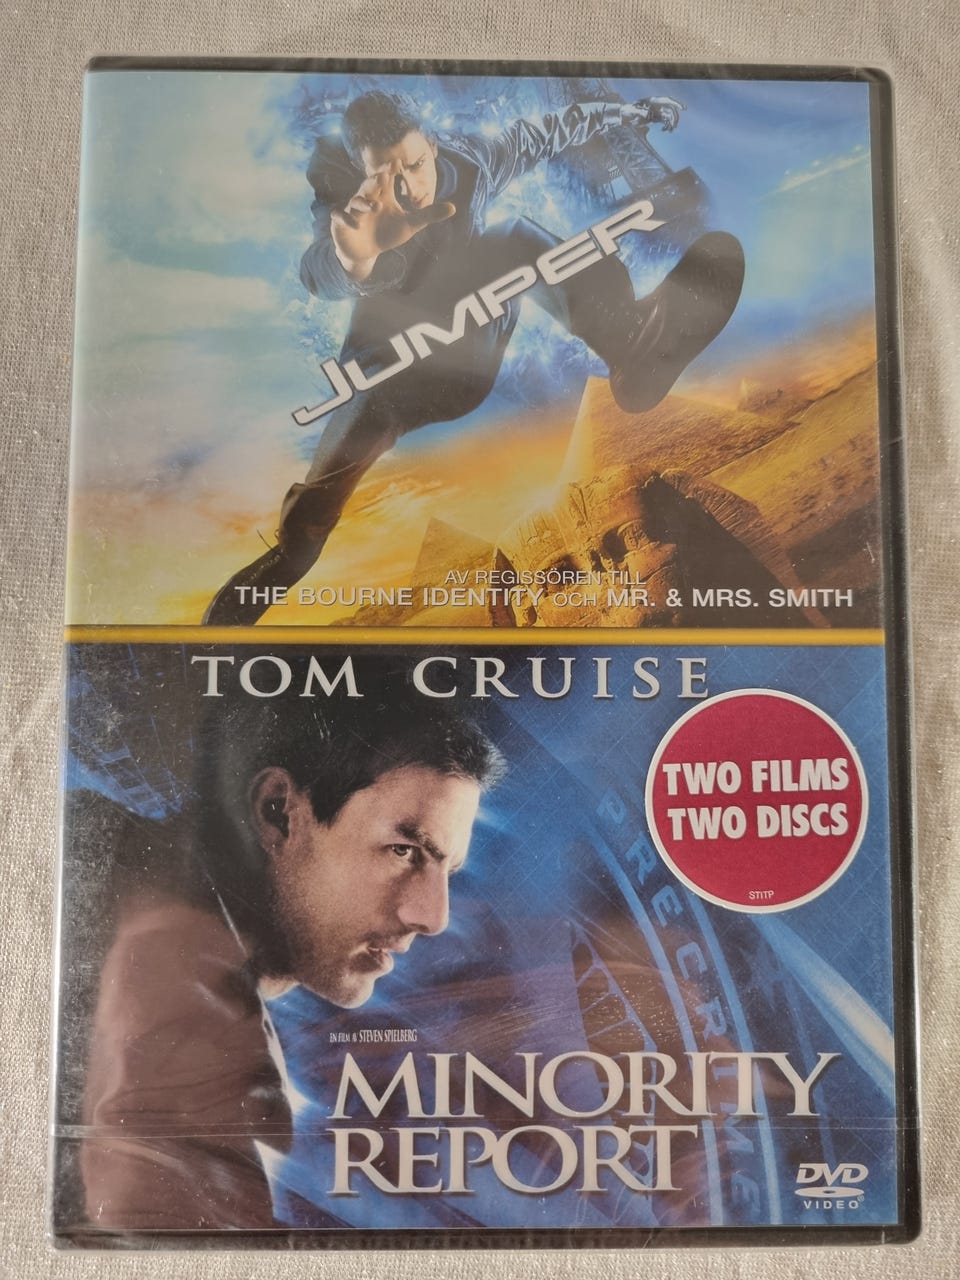 JUMPER
AV REGISSÖREN TILL
THE BOURNE IDENTITY OCH MR. & MRS. SMITH
TOM CRUISE
TWO FILMS
TWO DISCS
STITP
PRECRIME
EN FILM AV STEVEN SPIELBERG
MINORITY
REPORT
DVD
VIDEO